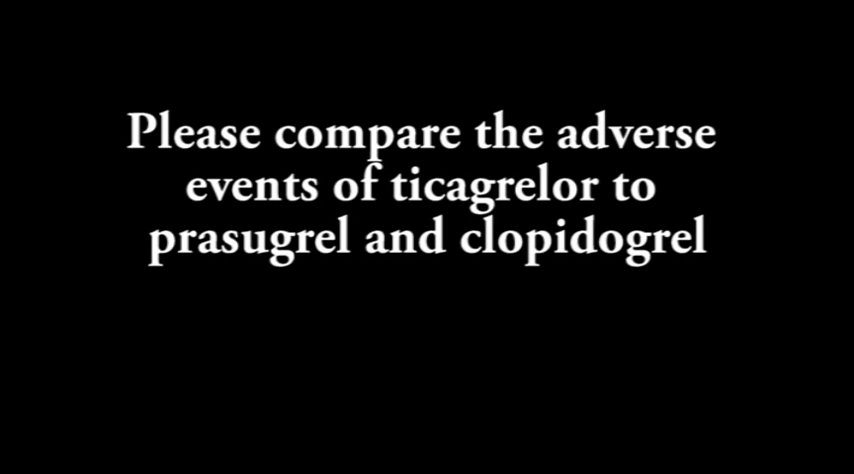 Please compare the adverse
events of ticagrelor to
prasugrel and clopidogrel